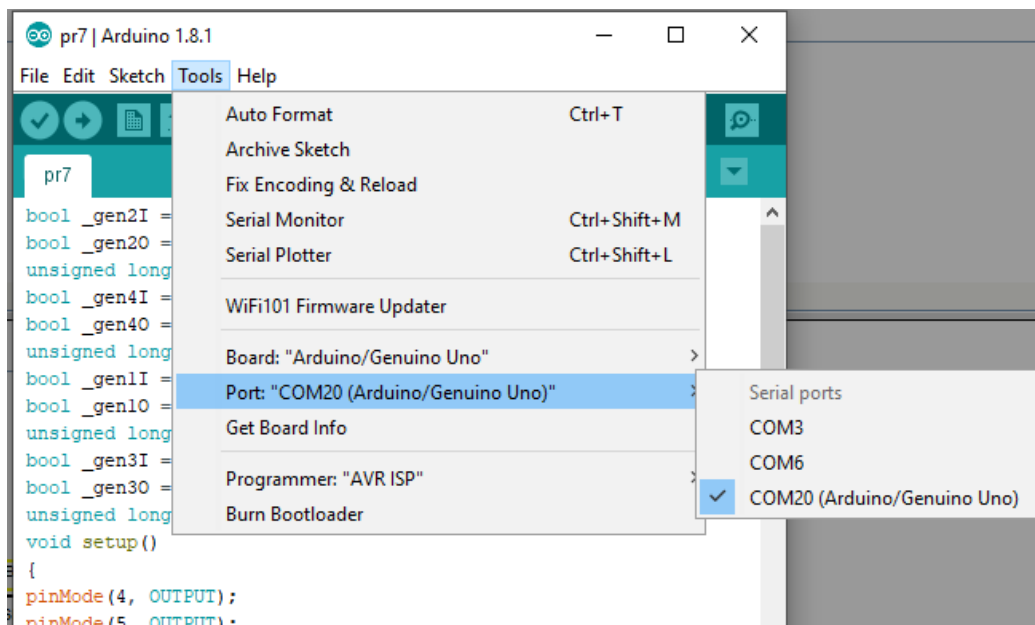 pr7 | Arduino 1.8.1
File Edit Sketch Tools Help
pr7
Auto Format Ctrl+T
Archive Sketch
Fix Encoding & Reload
Serial Monitor Ctrl+Shift+M
Serial Plotter Ctrl+Shift+L
WiFi101 Firmware Updater
Board: "Arduino/Genuino Uno"
Port: "COM20 (Arduino/Genuino Uno)"
Get Board Info
Programmer: "AVR ISP"
Burn Bootloader
Serial ports
COM3
COM6
COM20 (Arduino/Genuino Uno)
bool _gen2I =
bool _gen2O =
unsigned long
bool _gen4I =
bool _gen4O =
unsigned long
bool _gen1I =
bool _gen1O =
unsigned long
bool _gen3I =
bool _gen3O =
unsigned long
void setup()
{
pinMode(4, OUTPUT);
pinMode(5, OUTPUT);